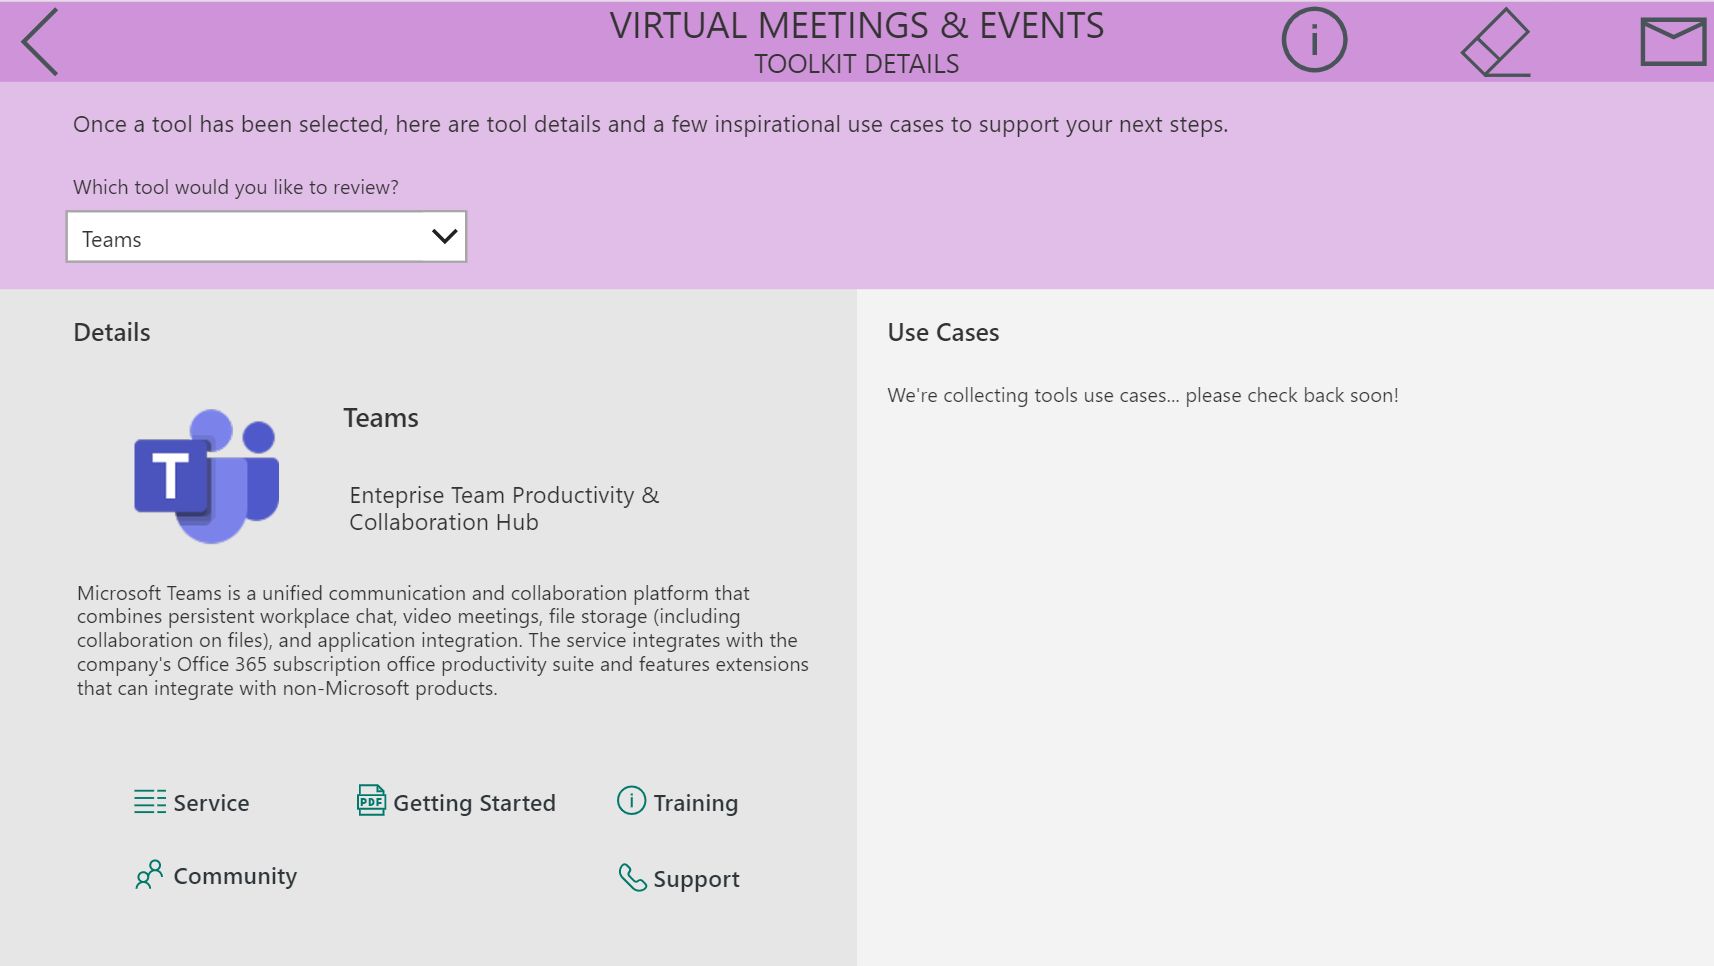 VIRTUAL MEETINGS & EVENTS
TOOLKIT DETAILS
i
Once a tool has been selected, here are tool details and a few inspirational use cases to support your next steps.
Which tool would you like to review?
Teams
Details
T
Teams
Enteprise Team Productivity &
Collaboration Hub
Microsoft Teams is a unified communication and collaboration platform that
combines persistent workplace chat, video meetings, file storage (including
collaboration on files), and application integration. The service integrates with the
company's Office 365 subscription office productivity suite and features extensions
that can integrate with non-Microsoft products.
Service
PDF Getting Started
i Training
Community
Support
Use Cases
We're collecting tools use cases... please check back soon!